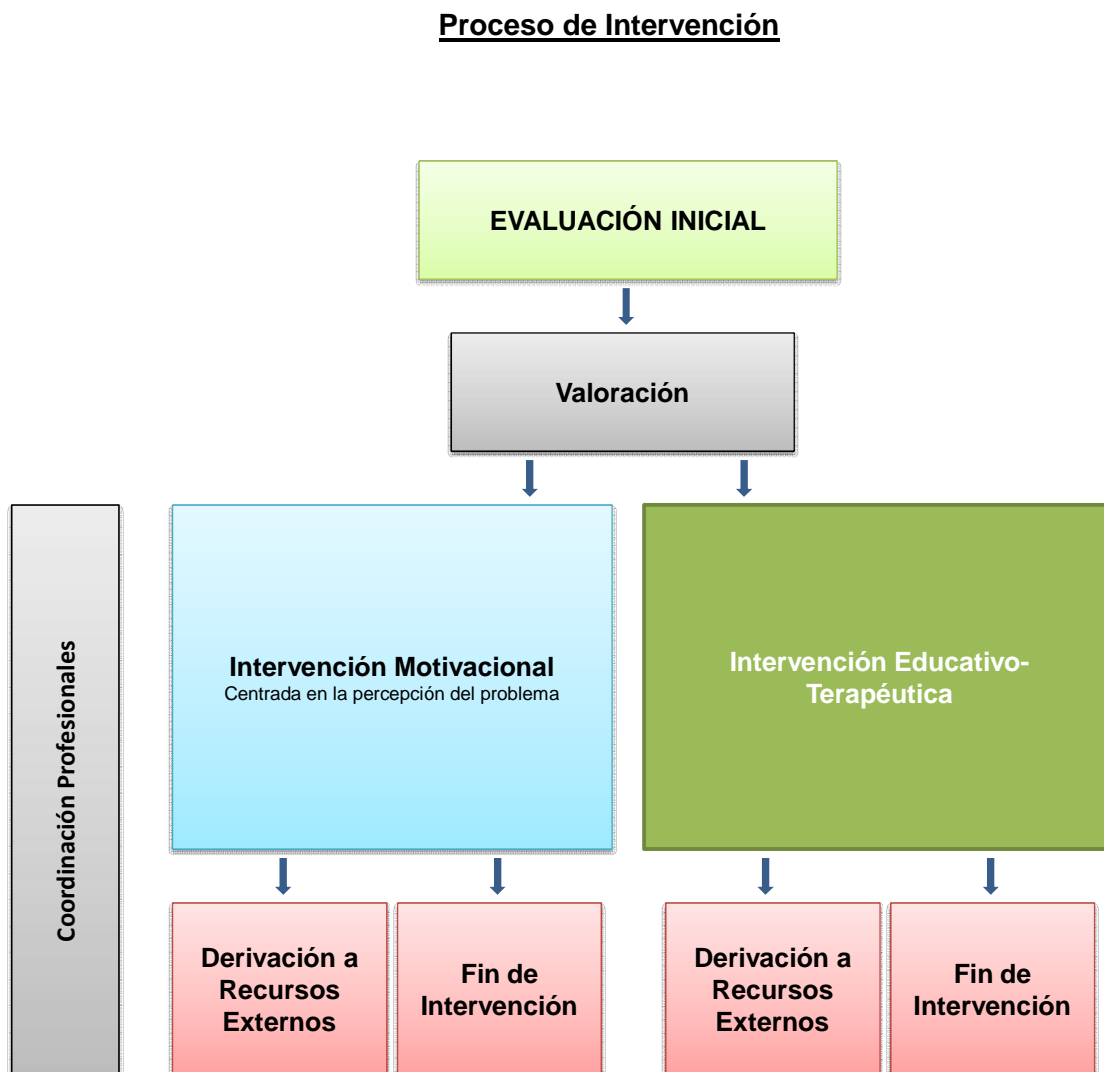 Proceso de Intervención
EVALUACIÓN INICIAL
Valoración
Coordinación Profesionales
Intervención Motivacional
Centrada en la percepción del problema
Intervención Educativo-
Terapéutica
Derivación a
Recursos
Externos
Fin de
Intervención
Derivación a
Recursos
Externos
Fin de
Intervención